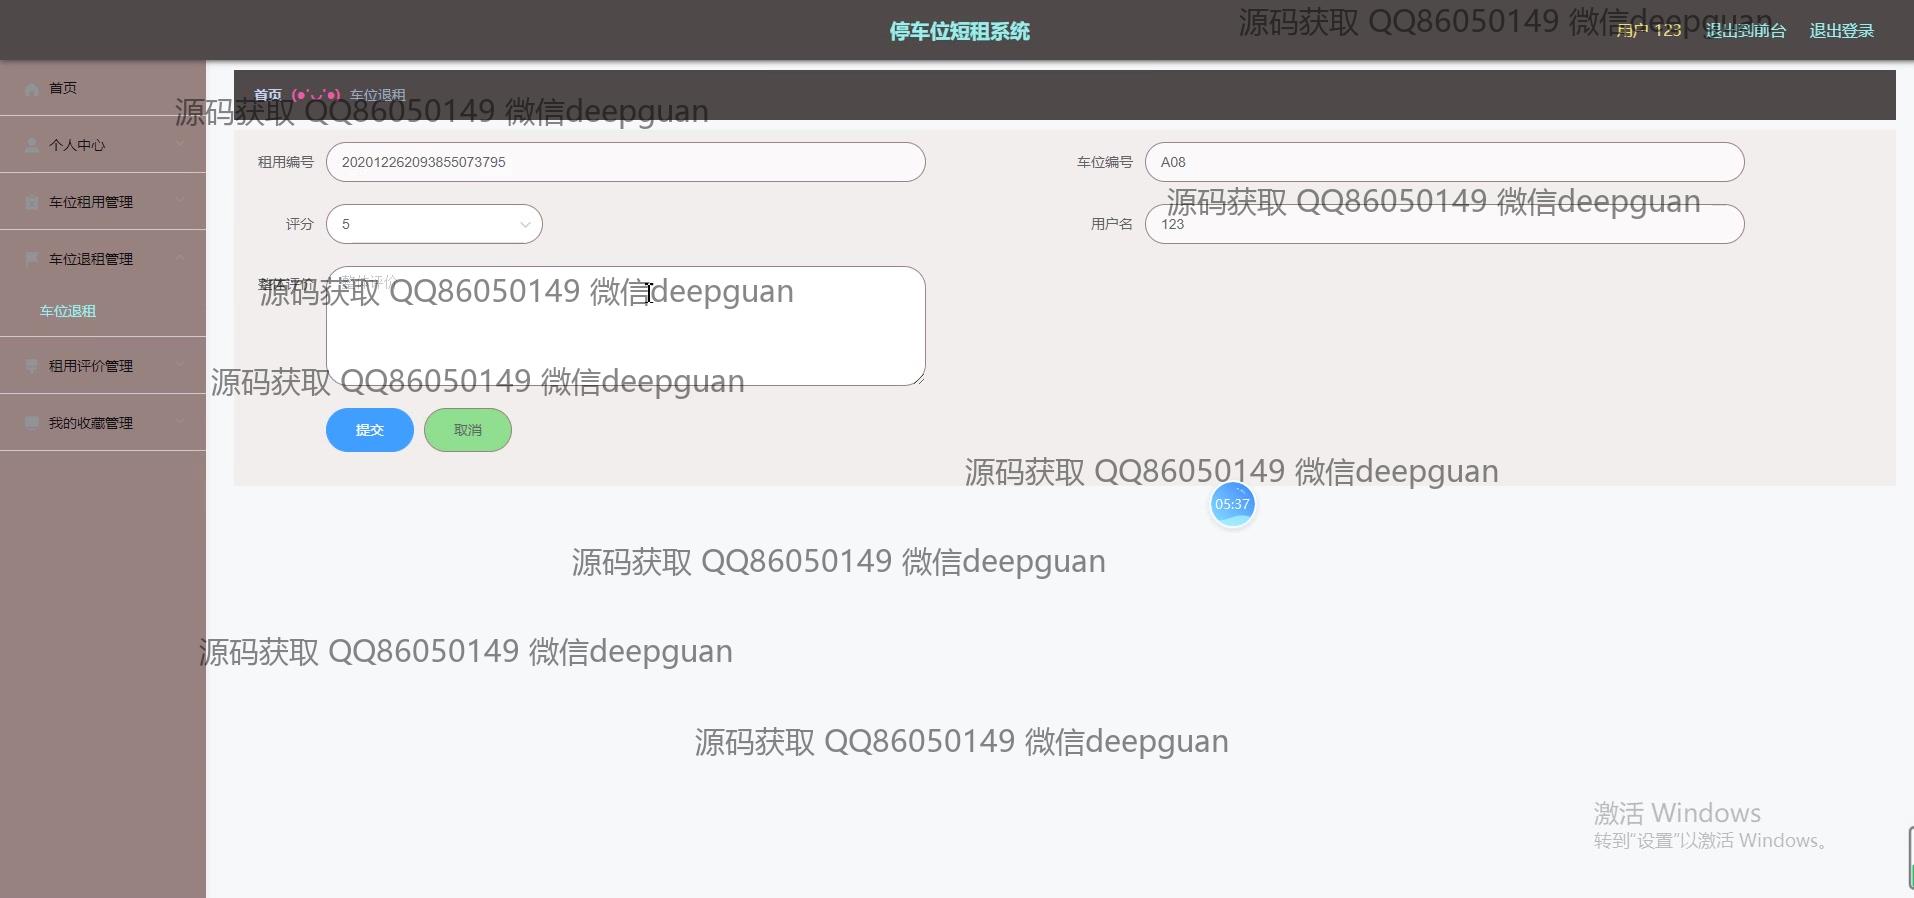 停车位短租系统
源码获取 QQ86050149 微信deepguan
用户 123
退出到前台
退出登录
首页
个人中心
车位租用管理
车位退租管理
车位退租
租用评价管理
我的收藏管理
首页 (●'◡'●) 车位退租
源码获取 QQ86050149 微信deepguan
租用编号 202012262093855073795
车位编号 A08
源码获取 QQ86050149 微信deepguan
评分 5
用户名 123
整体评价 整体评价
源码获取 QQ86050149 微信deepguan
源码获取 QQ86050149 微信deepguan
提交 取消
源码获取 QQ86050149 微信deepguan
05:37
源码获取 QQ86050149 微信deepguan
源码获取 QQ86050149 微信deepguan
源码获取 QQ86050149 微信deepguan
激活 Windows
转到“设置”以激活 Windows。